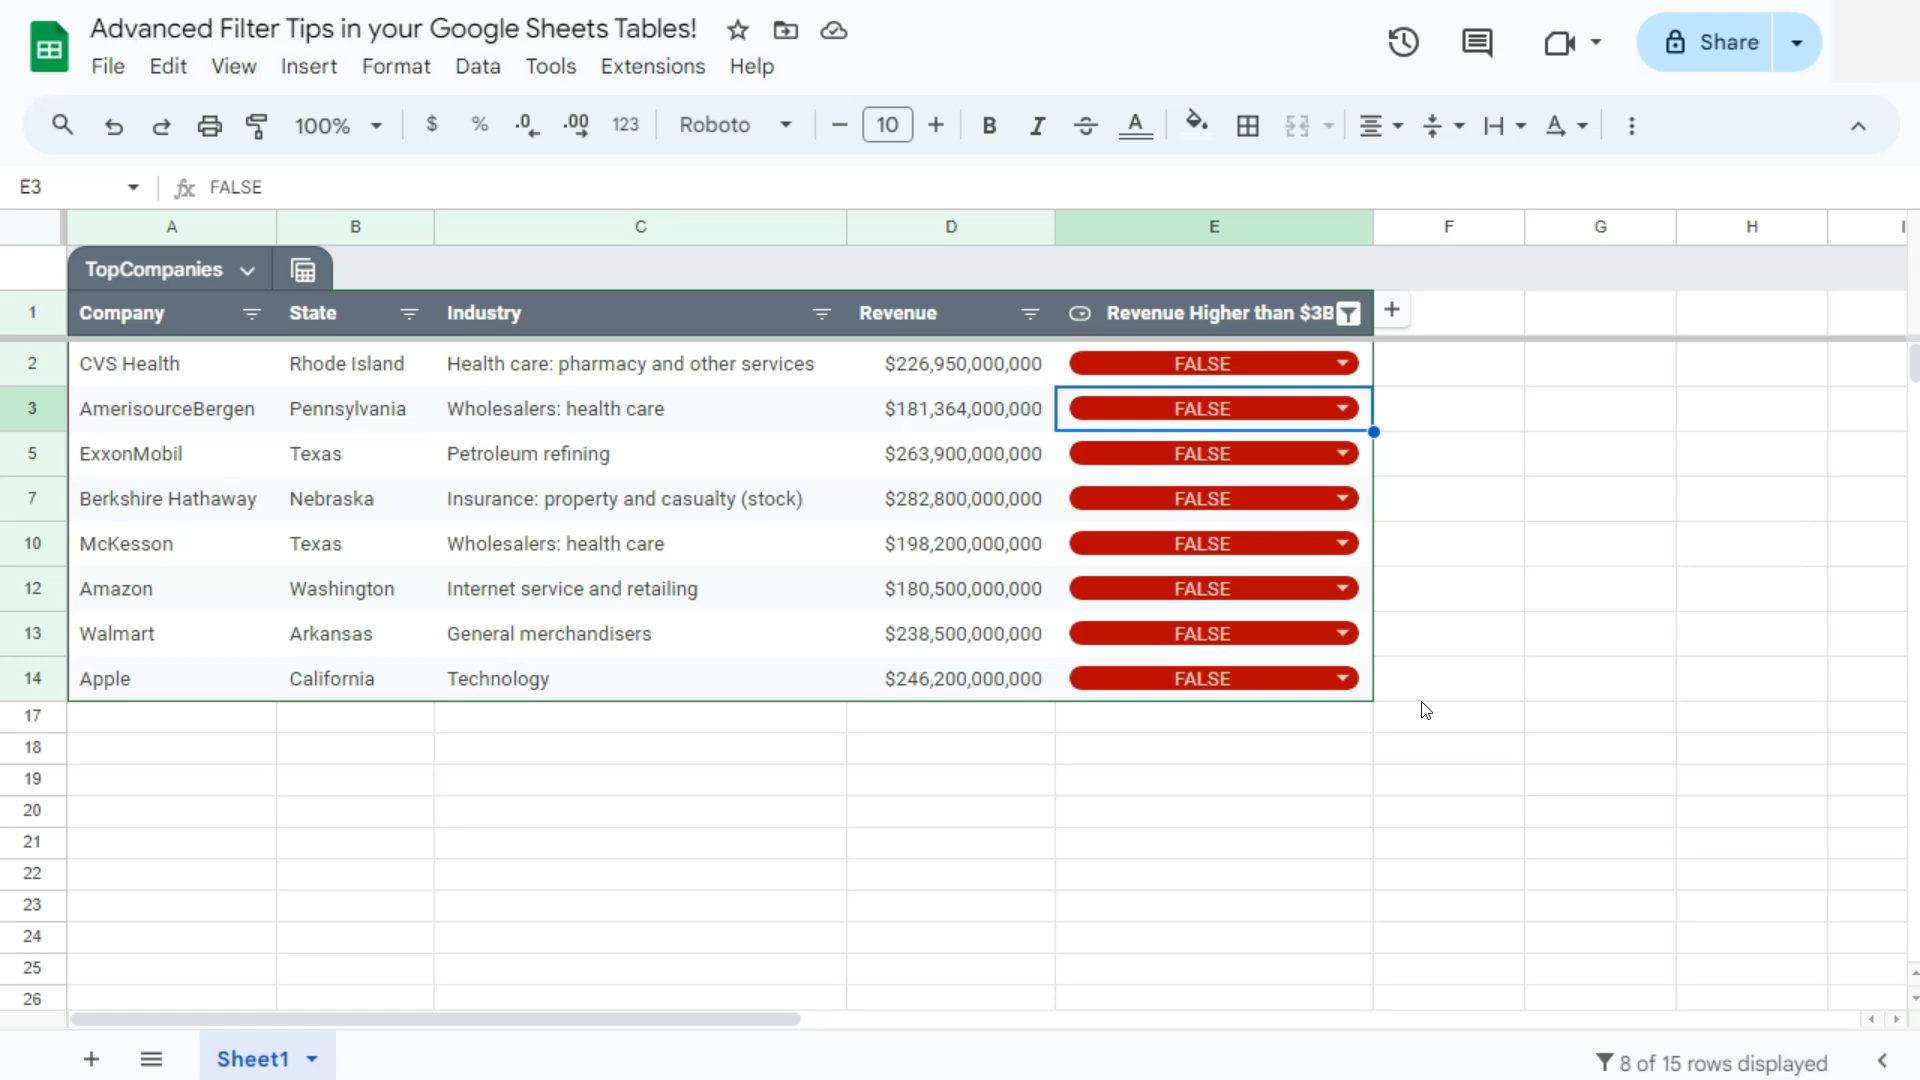 Advanced Filter Tips in your Google Sheets Tables!
File Edit View Insert Format Data Tools Extensions Help
Share
100% $ % .0 .00 123 Roboto 10 B I A
E3 fx FALSE
A B C D E F G H I
TopCompanies
1 Company State Industry Revenue Revenue Higher than $3B
2 CVS Health Rhode Island Health care: pharmacy and other services $226,950,000,000 FALSE
3 AmerisourceBergen Pennsylvania Wholesalers: health care $181,364,000,000 FALSE
5 ExxonMobil Texas Petroleum refining $263,900,000,000 FALSE
7 Berkshire Hathaway Nebraska Insurance: property and casualty (stock) $282,800,000,000 FALSE
10 McKesson Texas Wholesalers: health care $198,200,000,000 FALSE
12 Amazon Washington Internet service and retailing $180,500,000,000 FALSE
13 Walmart Arkansas General merchandisers $238,500,000,000 FALSE
14 Apple California Technology $246,200,000,000 FALSE
17
18
19
20
21
22
23
24
25
26
Sheet1
8 of 15 rows displayed